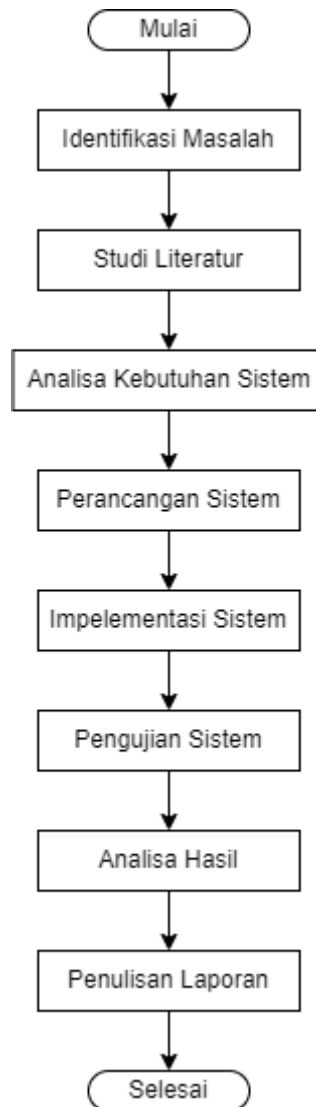 Mulai
Identifikasi Masalah
Studi Literatur
Analisa Kebutuhan Sistem
Perancangan Sistem
Impelementasi Sistem
Pengujian Sistem
Analisa Hasil
Penulisan Laporan
Selesai